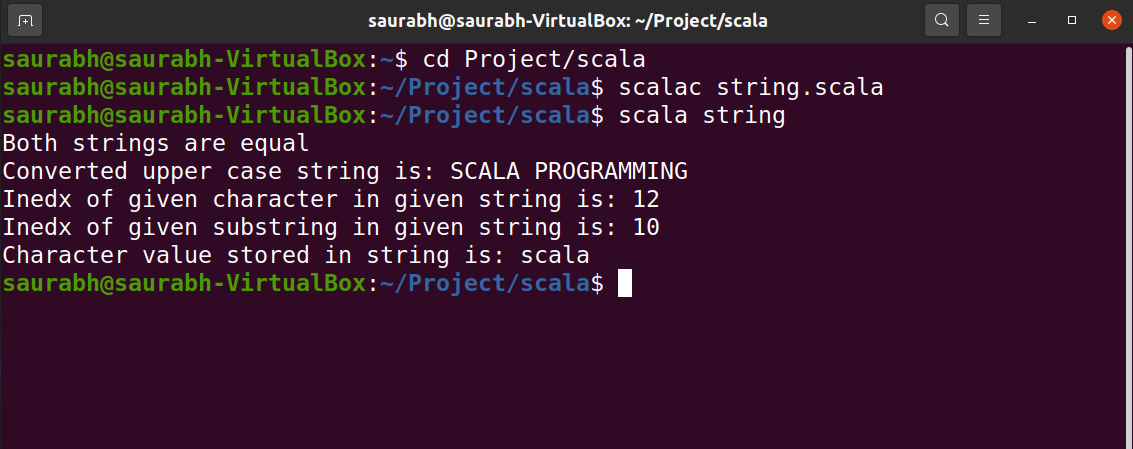 saurabh@saurabh-VirtualBox: ~/Project/scala
saurabh@saurabh-VirtualBox:~$ cd Project/scala
saurabh@saurabh-VirtualBox:~/Project/scala$ scalac string.scala
saurabh@saurabh-VirtualBox:~/Project/scala$ scala string
Both strings are equal
Converted upper case string is: SCALA PROGRAMMING
Inedx of given character in given string is: 12
Inedx of given substring in given string is: 10
Character value stored in string is: scala
saurabh@saurabh-VirtualBox:~/Project/scala$